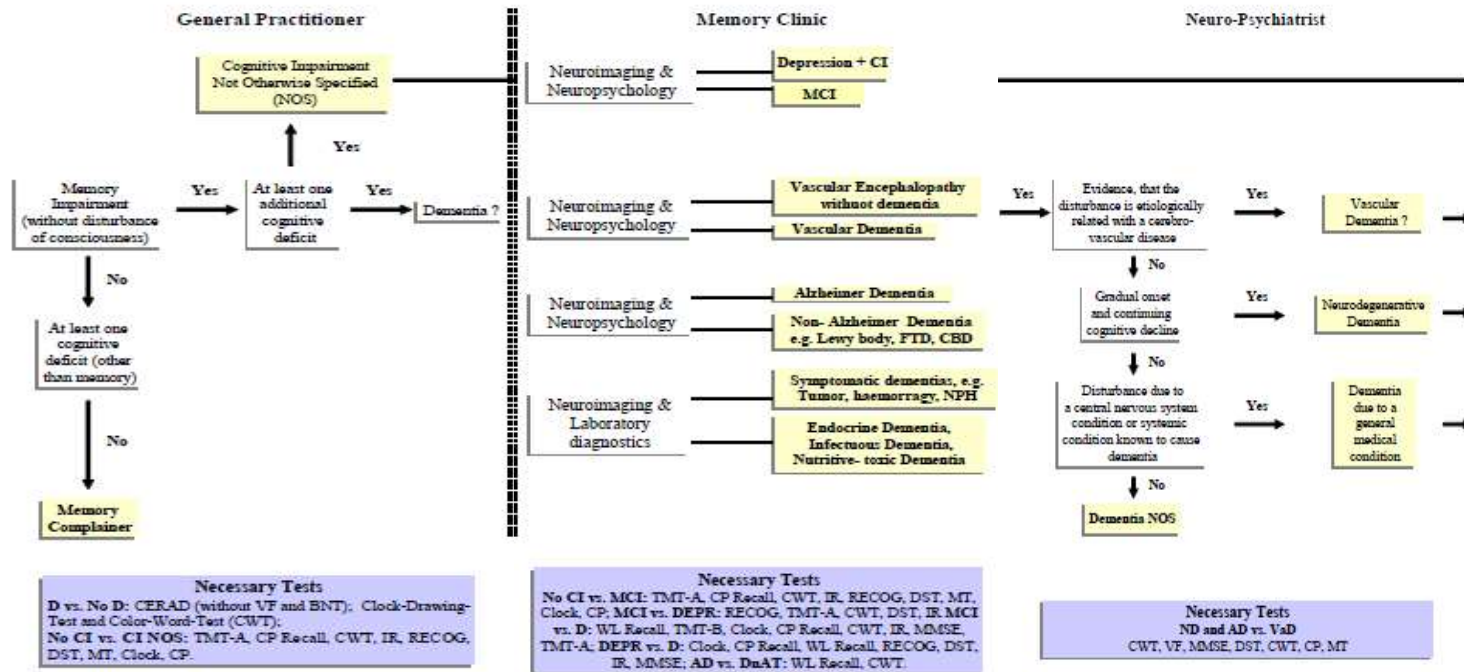 General Practitioner
Cognitive Impairment
Not Otherwise Specified
(NOS)
Yes
Memory
Impairment
(without disturbance
of consciousness)
Yes
At least one
additional
cognitive
deficit
Yes
Dementia ?
No
At least one
cognitive
deficit (other
than memory)
No
Memory
Complainer
Necessary Tests
D vs. No D: CERAD (without VF and BNT); Clock-Drawing-
Test and Color-Word-Test (CWT);
No CI vs. CI NOS: TMT-A, CP Recall, CWT, IR, RECOG,
DST, MT, Clock, CP.
Memory Clinic
Neuroimaging &
Neuropsychology
Depression + CI
MCI
Neuroimaging &
Neuropsychology
Vascular Encephalopathy
withnot dementia
Vascular Dementia
Neuroimaging &
Neuropsychology
Alzheimer Dementia
Non- Alzheimer Dementia
e.g. Lewy body, FTD, CBD
Neuroimaging &
Laboratory
diagnostics
Symptomatic dementias, e.g.
Tumor, haemorragy, NPH
Endocrine Dementia,
Infectuous Dementia,
Nutritive- toxic Dementia
Necessary Tests
No CI vs. MCI: TMT-A, CP Recall, CWT, IR, RECOG, DST, MT,
Clock, CP; MCI vs. DEPR: RECOG, TMT-A, CWT, DST, IR MCI
vs. D: WL Recall, TMT-B, Clock, CP Recall, CWT, IR, MMSE,
TMT-A; DEPR vs. D: Clock, CP Recall, WL Recall, RECOG, DST,
IR, MMSE; AD vs. DnAT: WL Recall, CWT.
Neuro-Psychiatrist
Yes
Evidence, that the
disturbance is etiologically
related with a cerebro-
vascular disease
Yes
Vascular
Dementia ?
No
Gradual onset
and continuing
cognitive decline
Yes
Neurodegenerative
Dementia
No
Disturbance due to
a central nervous system
condition or systemic
condition known to cause
dementia
Yes
Dementia
due to a
general
medical
condition
No
Dementia NOS
Necessary Tests
ND and AD vs. VaD
CWT, VF, MMSE, DST, CWT, CP, MT